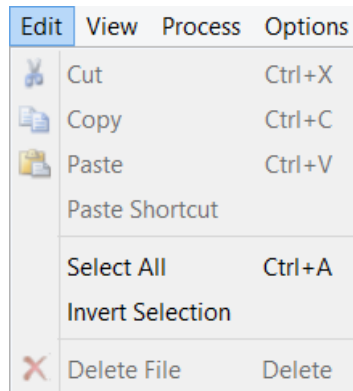 Edit View Process Options
Cut Ctrl+X
Copy Ctrl+C
Paste Ctrl+V
Paste Shortcut
Select All Ctrl+A
Invert Selection
Delete File Delete